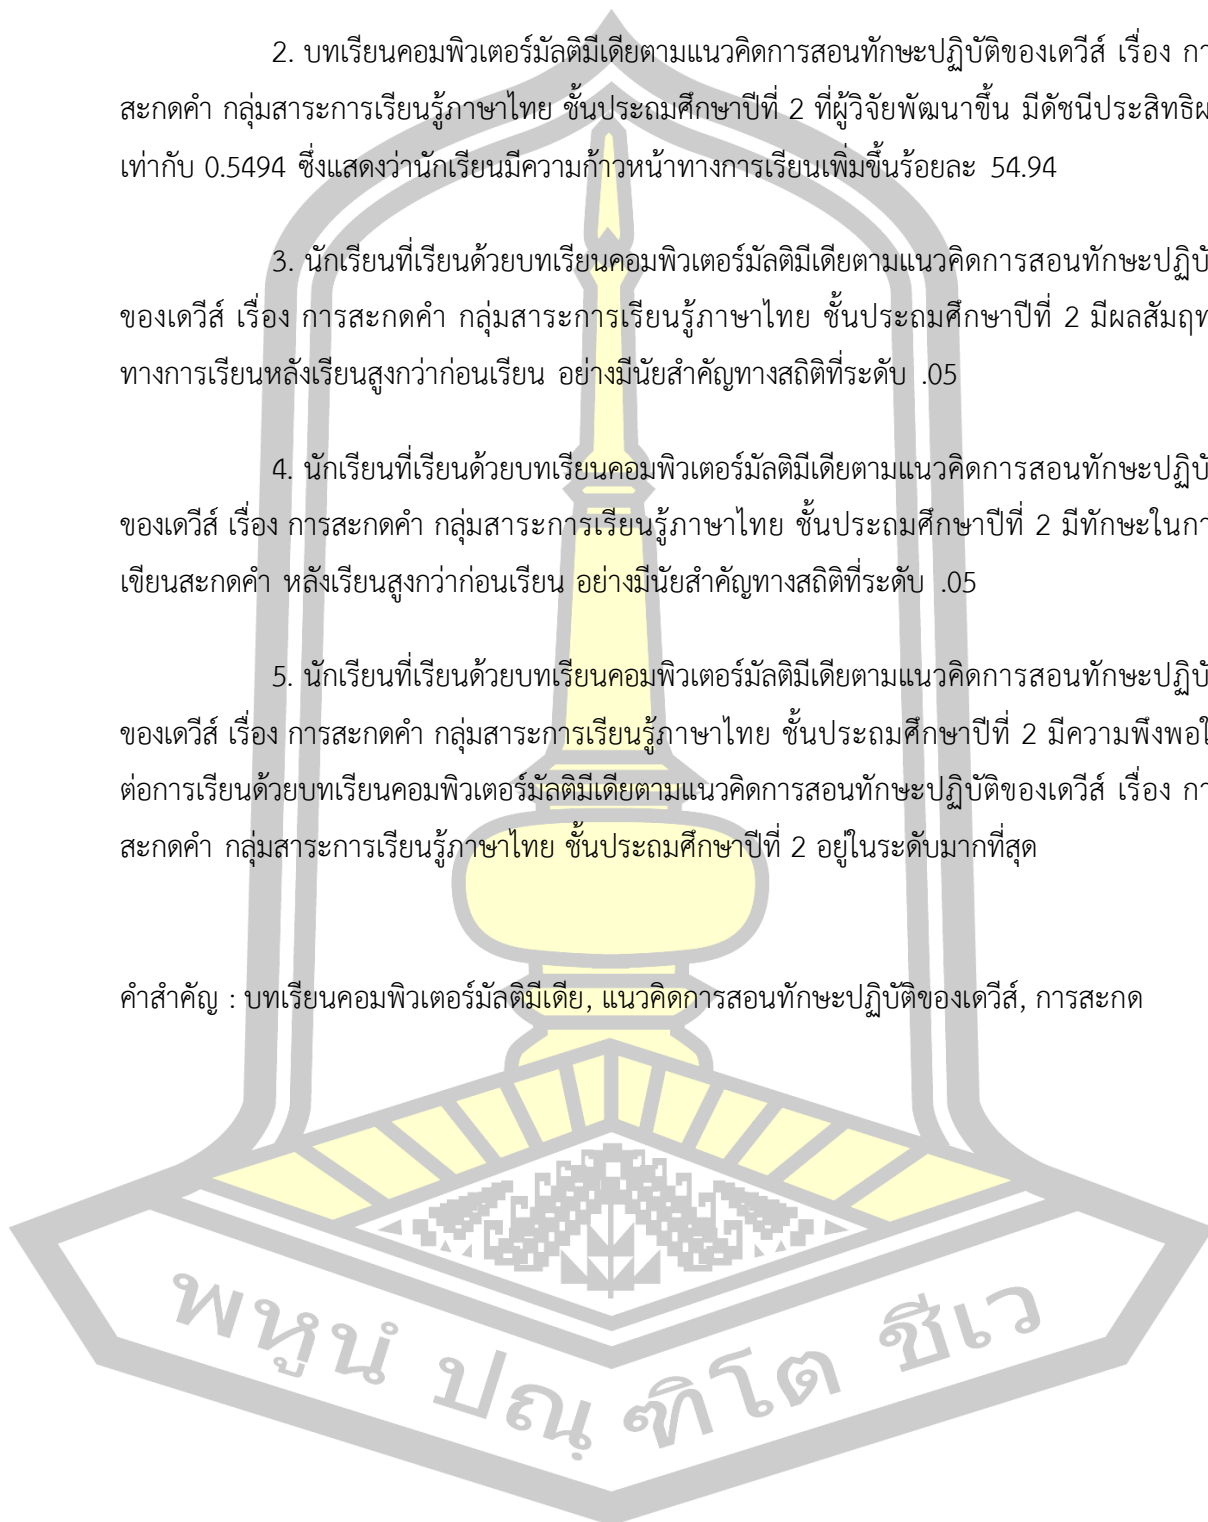 2. บทเรียนคอมพิวเตอร์มัลติมีเดียตามแนวคิดการสอนทักษะปฏิบัติของเดวีส์ เรื่อง กา
สะกดคำ กลุ่มสาระการเรียนรู้ภาษาไทย ชั้นประถมศึกษาปีที่ 2 ที่ผู้วิจัยพัฒนาขึ้น มีดัชนีประสิทธิผ
เท่ากับ 0.5494 ซึ่งแสดงว่านักเรียนมีความก้าวหน้าทางการเรียนเพิ่มขึ้นร้อยละ 54.94
3. นักเรียนที่เรียนด้วยบทเรียนคอมพิวเตอร์มัลติมีเดียตามแนวคิดการสอนทักษะปฏิบั
ของเดวีส์ เรื่อง การสะกดคำ กลุ่มสาระการเรียนรู้ภาษาไทย ชั้นประถมศึกษาปีที่ 2 มีผลสัมฤท
ทางการเรียนหลังเรียนสูงกว่าก่อนเรียน อย่างมีนัยสำคัญทางสถิติที่ระดับ .05
4. นักเรียนที่เรียนด้วยบทเรียนคอมพิวเตอร์มัลติมีเดียตามแนวคิดการสอนทักษะปฏิบั
ของเดวีส์ เรื่อง การสะกดคำ กลุ่มสาระการเรียนรู้ภาษาไทย ชั้นประถมศึกษาปีที่ 2 มีทักษะในกา
เขียนสะกดคำ หลังเรียนสูงกว่าก่อนเรียน อย่างมีนัยสำคัญทางสถิติที่ระดับ .05
5. นักเรียนที่เรียนด้วยบทเรียนคอมพิวเตอร์มัลติมีเดียตามแนวคิดการสอนทักษะปฏิบั
ของเดวีส์ เรื่อง การสะกดคำ กลุ่มสาระการเรียนรู้ภาษาไทย ชั้นประถมศึกษาปีที่ 2 มีความพึงพอใ
ต่อการเรียนด้วยบทเรียนคอมพิวเตอร์มัลติมีเดียตามแนวคิดการสอนทักษะปฏิบัติของเดวีส์ เรื่อง กา
สะกดคำ กลุ่มสาระการเรียนรู้ภาษาไทย ชั้นประถมศึกษาปีที่ 2 อยู่ในระดับมากที่สุด
คำสำคัญ : บทเรียนคอมพิวเตอร์มัลติมีเดีย, แนวคิดการสอนทักษะปฏิบัติของเดวีส์, การสะกด
พหูนํ ปณฺ ฑิโต ชีเว